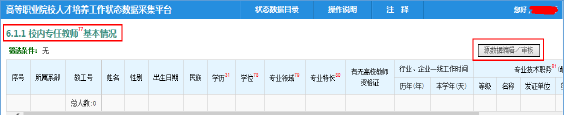 高等职业院校人才培养工作状态数据采集平台 状态数据目录 操作说明 注 释 您好
6.1.1 校内专任教师77基本情况
筛选条件： 无
源数据编辑／审核
序号 所属系部 教工号 姓名 性别 出生日期 民族 学历 学位 专业领域 专业特长 有无高校教师资格证 行业、企业一线工作时间 专业技术职务
历年(年) 本学年(天) 等级 名称 发证单位
总人数：0